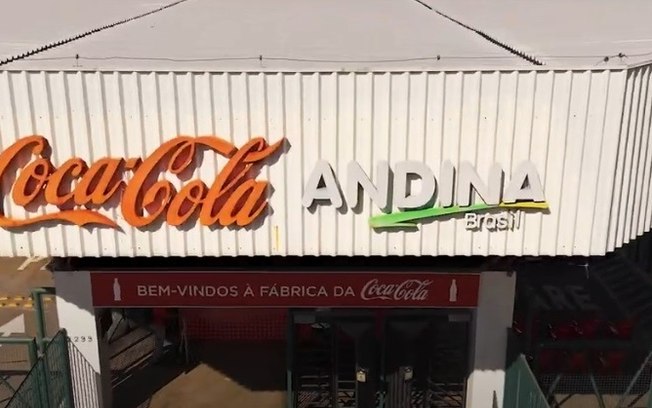 Coca-Cola ANDINA
Brasil
BEM-VINDOS À FÁBRICA DA Coca-Cola